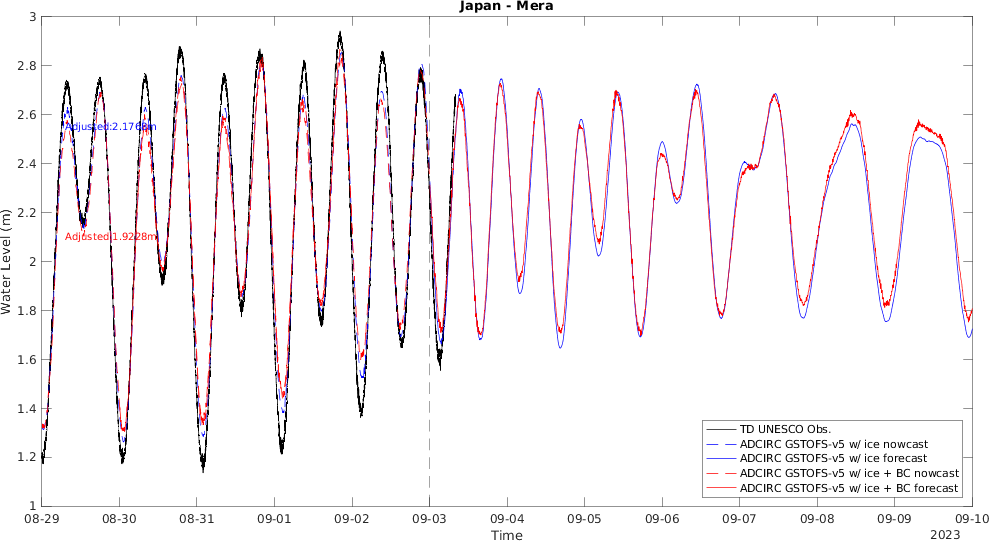 Japan - Mera
3
2.8
2.6
2.4
2.2
2
1.8
1.6
1.4
1.2
1
Water Level (m)
Adjusted:2.1768m
Adjusted:1.9228m
TD UNESCO Obs.
ADCIRC GSTOFS-v5 w/ ice nowcast
ADCIRC GSTOFS-v5 w/ ice forecast
ADCIRC GSTOFS-v5 w/ ice + BC nowcast
ADCIRC GSTOFS-v5 w/ ice + BC forecast
08-29 08-30 08-31 09-01 09-02 09-03 09-04 09-05 09-06 09-07 09-08 09-09 09-10
Time
2023